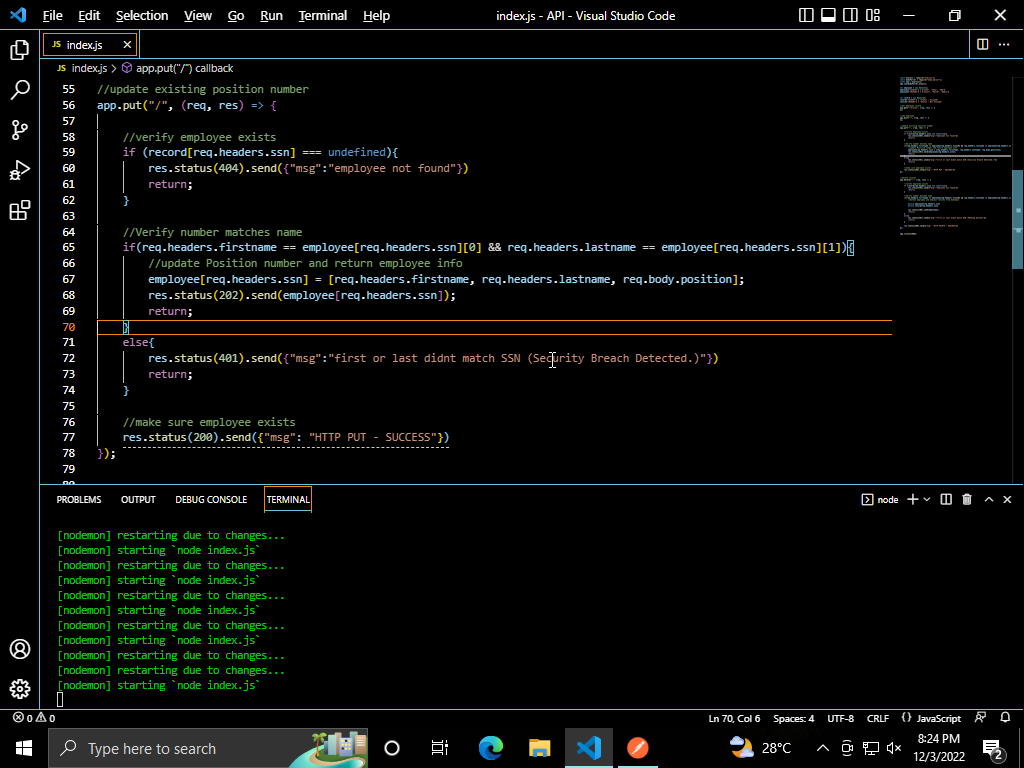 File Edit Selection View Go Run Terminal Help index.js - API - Visual Studio Code
JS index.js
JS index.js > app.put("/") callback
55 //update existing position number
56 app.put("/", (req, res) => {
57
58 //verify employee exists
59 if (record[req.headers.ssn] === undefined){
60 res.status(404).send({"msg":"employee not found"})
61 return;
62 }
63
64 //Verify number matches name
65 if(req.headers.firstname == employee[req.headers.ssn][0] && req.headers.lastname == employee[req.headers.ssn][1]){
66 //update Position number and return employee info
67 employee[req.headers.ssn] = [req.headers.firstname, req.headers.lastname, req.body.position];
68 res.status(202).send(employee[req.headers.ssn]);
69 return;
70 }
71 else{
72 res.status(401).send({"msg":"first or last didnt match SSN (Security Breach Detected.)"})
73 return;
74 }
75
76 //make sure employee exists
77 res.status(200).send({"msg": "HTTP PUT - SUCCESS"})
78 });
79
PROBLEMS OUTPUT DEBUG CONSOLE TERMINAL node
[nodemon] restarting due to changes...
[nodemon] starting `node index.js`
[nodemon] restarting due to changes...
[nodemon] starting `node index.js`
[nodemon] restarting due to changes...
[nodemon] starting `node index.js`
[nodemon] restarting due to changes...
[nodemon] starting `node index.js`
[nodemon] restarting due to changes...
[nodemon] restarting due to changes...
[nodemon] starting `node index.js`
0 0 Ln 70, Col 6 Spaces: 4 UTF-8 CRLF {} JavaScript
Type here to search 28°C 8:24 PM
12/3/2022 2